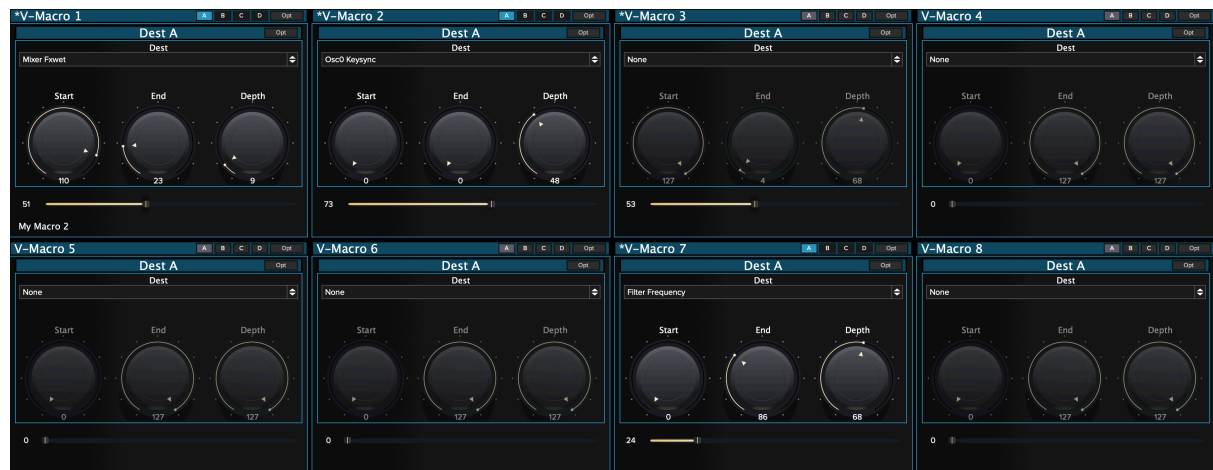 *V-Macro 1 A B C D Opt
Dest A Opt
Dest
Mixer Fxwet
Start End Depth
110 23 9
51
My Macro 2
*V-Macro 2 A B C D Opt
Dest A Opt
Dest
Osc0 Keysync
Start End Depth
0 0 48
73
*V-Macro 3 A B C D Opt
Dest A Opt
Dest
None
Start End Depth
127 4 68
53
V-Macro 4 A B C D Opt
Dest A Opt
Dest
None
Start End Depth
0 127 127
0
V-Macro 5 A B C D Opt
Dest A Opt
Dest
None
Start End Depth
0 127 127
0
V-Macro 6 A B C D Opt
Dest A Opt
Dest
None
Start End Depth
0 127 127
0
*V-Macro 7 A B C D Opt
Dest A Opt
Dest
Filter Frequency
Start End Depth
0 86 68
24
V-Macro 8 A B C D Opt
Dest A Opt
Dest
None
Start End Depth
0 127 127
0